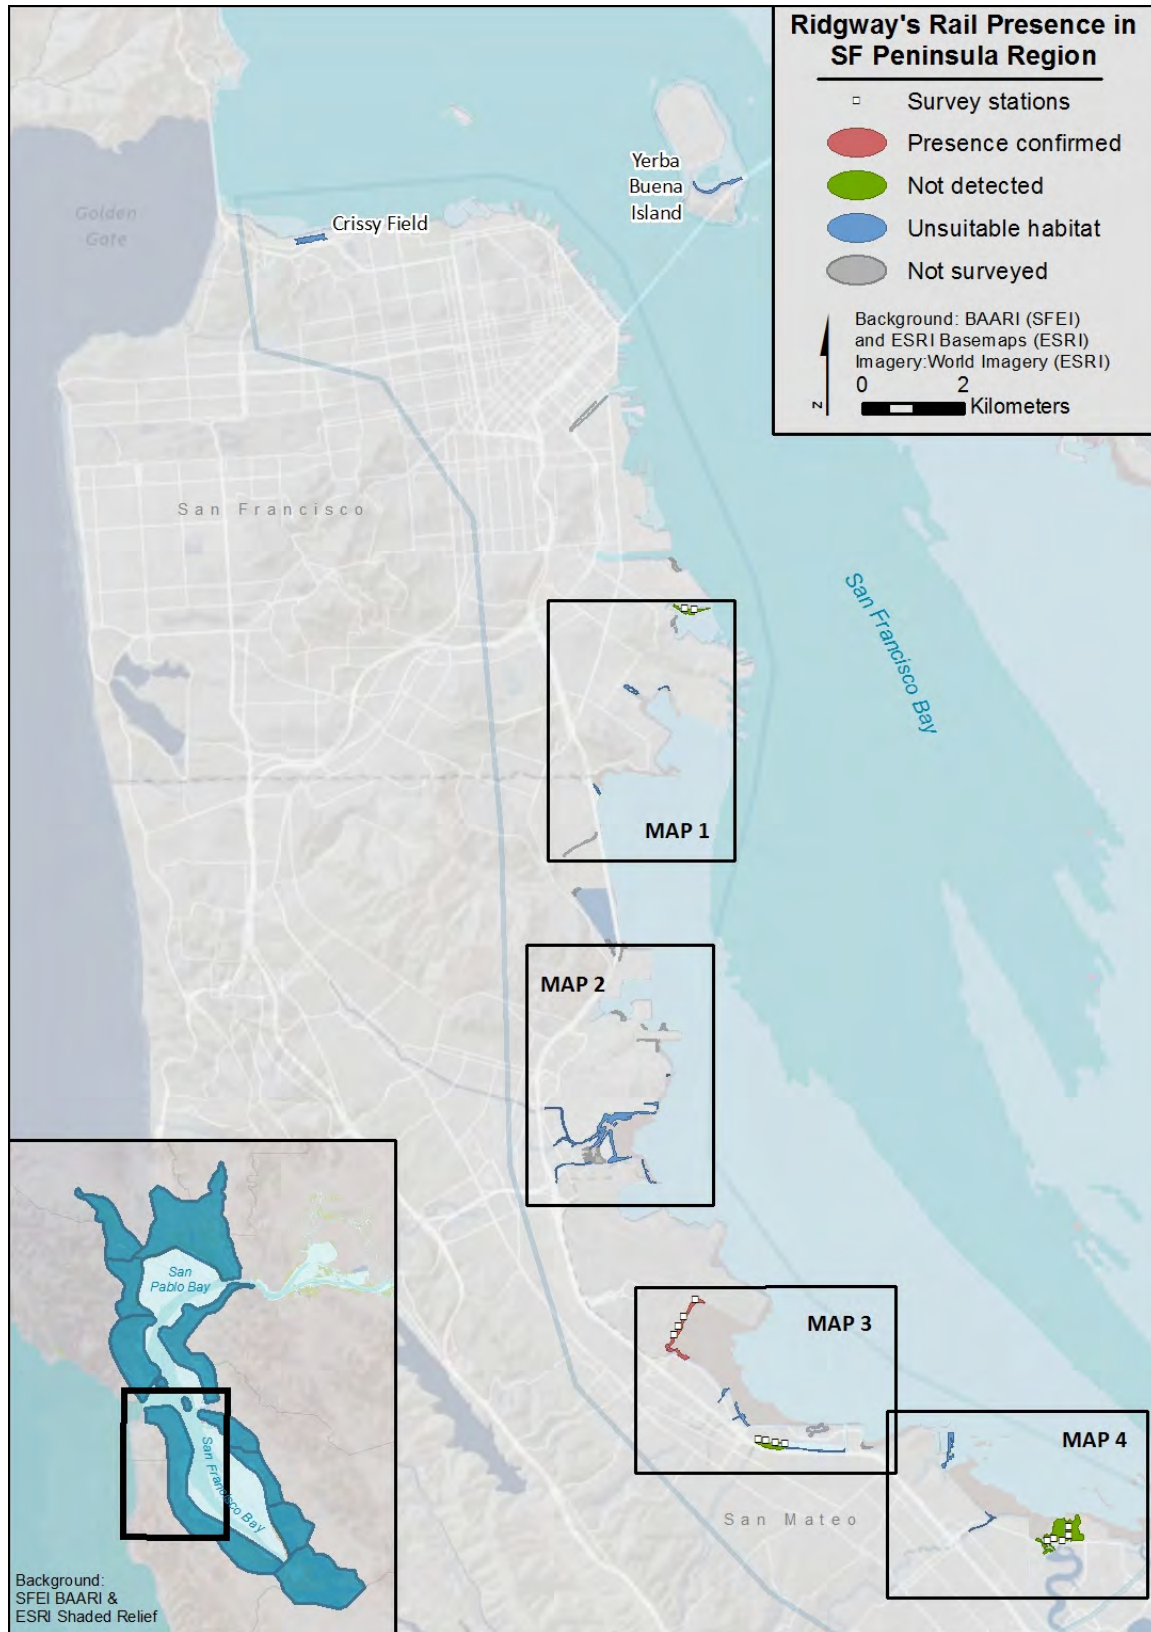 Ridgway's Rail Presence in
SF Peninsula Region
Survey stations
Presence confirmed
Not detected
Unsuitable habitat
Not surveyed
Background: BAARI (SFEI)
and ESRI Basemaps (ESRI)
Imagery:World Imagery (ESRI)
0 2
Kilometers
N
Yerba
Buena
Island
Golden
Gate
Crissy Field
San Francisco
San Francisco Bay
MAP 1
MAP 2
MAP 3
MAP 4
San Mateo
San
Pablo Bay
San Francisco Bay
Background:
SFEI BAARI &
ESRI Shaded Relief